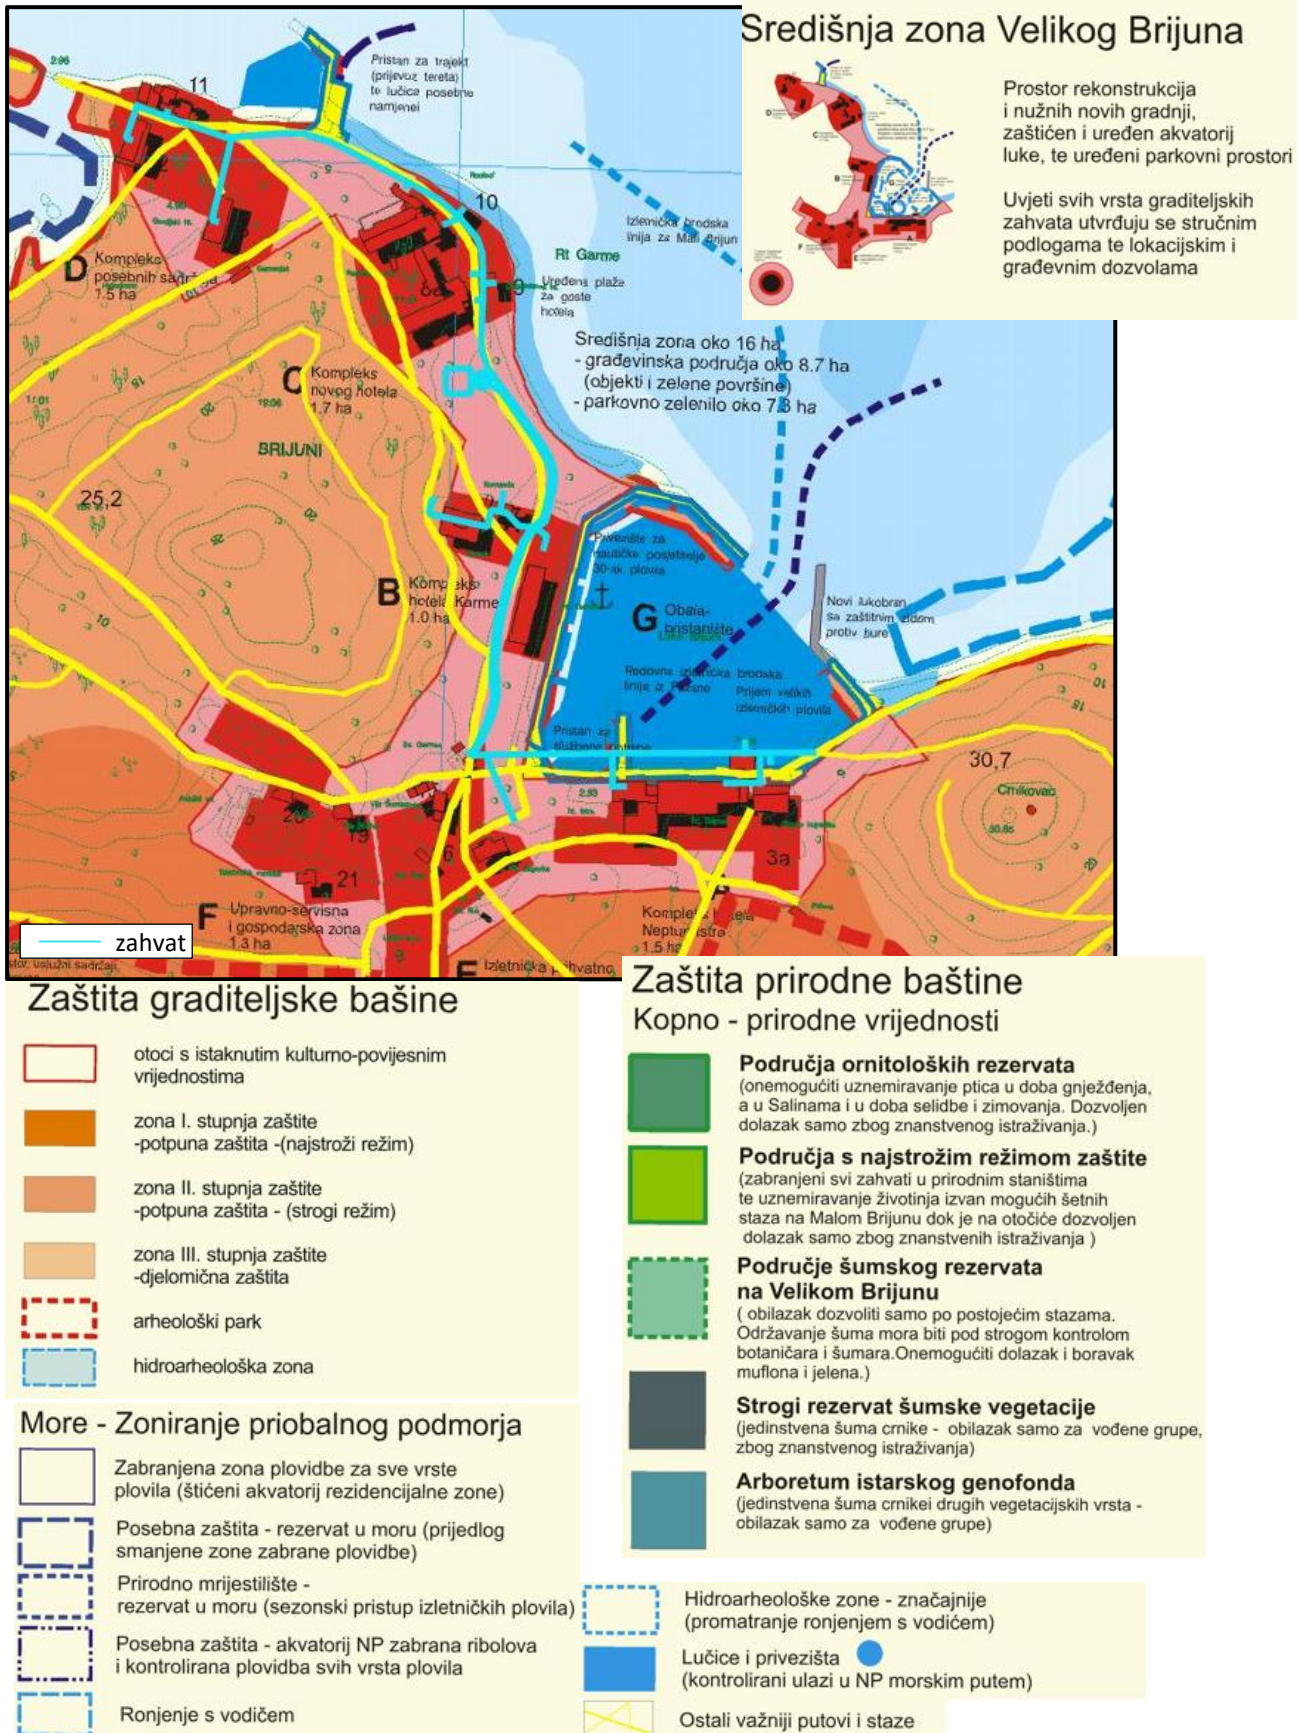 Središnja zona Velikog Brijuna
Prostor rekonstrukcija
i nužnih novih gradnji,
zaštićen i uređen akvatorij
luke, te uređeni parkovni prostori
Uvjeti svih vrsta graditeljskih
zahvata utvrđuju se stručnim
podlogama te lokacijskim i
građevnim dozvolama
2.96
11
Pristan za trajekt
(prijevoz tereta)
te lučice posebne
namjenei
10
Izletnička brodska
linija za Mali Brijun
Rt Garme
Uređena plaže
za goste
hotela
D Kompleks
posebnih sadržaja
1.5 ha
Središnja zona oko 16 ha
- građevinska područja oko 8.7 ha
(objekti i zelene površine)
- parkovno zelenilo oko 7.3 ha
C Kompleks
novog hotela
1.7 ha
BRIJUNI
25,2
B Kompleks
hotela Karme
1.0 ha
Privezište za
nautičke posjetitelje
30-ak. plovila
G Obala-
pristanište
Novi lukobran
sa zaštitnim zidom
protiv bure
Redovna izletnička brodska
linija iz Fažane
Prijem velikih
izletničkih plovila
Pristan za
službene potrebe
30,7
Crnikovac
30.65
2.93
19
6
21
3a
F Upravno-servisna
i gospodarska zona
1.3 ha
Kompleks hotela
Neptun-Istra
1.5 ha
E Izletnička prihvatno
zahvat
Zaštita graditeljske bašine
otoci s istaknutim kulturno-povijesnim
vrijednostima
zona I. stupnja zaštite
-potpuna zaštita -(najstroži režim)
zona II. stupnja zaštite
-potpuna zaštita - (strogi režim)
zona III. stupnja zaštite
-djelomična zaštita
arheološki park
hidroarheološka zona
Zaštita prirodne baštine
Kopno - prirodne vrijednosti
Područja ornitoloških rezervata
(onemogućiti uznemiravanje ptica u doba gnježđenja,
a u Salinama i u doba selidbe i zimovanja. Dozvoljen
dolazak samo zbog znanstvenog istraživanja.)
Područja s najstrožim režimom zaštite
(zabranjeni svi zahvati u prirodnim staništima
te uznemiravanje životinja izvan mogućih šetnih
staza na Malom Brijunu dok je na otočiće dozvoljen
dolazak samo zbog znanstvenih istraživanja )
Područje šumskog rezervata
na Velikom Brijunu
( obilazak dozvoliti samo po postojećim stazama.
Održavanje šuma mora biti pod strogom kontrolom
botaničara i šumara.Onemogućiti dolazak i boravak
muflona i jelena.)
Strogi rezervat šumske vegetacije
(jedinstvena šuma crnike - obilazak samo za vođene grupe,
zbog znanstvenog istraživanja)
Arboretum istarskog genofonda
(jedinstvena šuma crnikei drugih vegetacijskih vrsta -
obilazak samo za vođene grupe)
More - Zoniranje priobalnog podmorja
Zabranjena zona plovidbe za sve vrste
plovila (štićeni akvatorij rezidencijalne zone)
Posebna zaštita - rezervat u moru (prijedlog
smanjene zone zabrane plovidbe)
Prirodno mrijestilište -
rezervat u moru (sezonski pristup izletničkih plovila)
Posebna zaštita - akvatorij NP zabrana ribolova
i kontrolirana plovidba svih vrsta plovila
Ronjenje s vodičem
Hidroarheološke zone - značajnije
(promatranje ronjenjem s vodićem)
Lučice i privezišta
(kontrolirani ulazi u NP morskim putem)
Ostali važniji putovi i staze